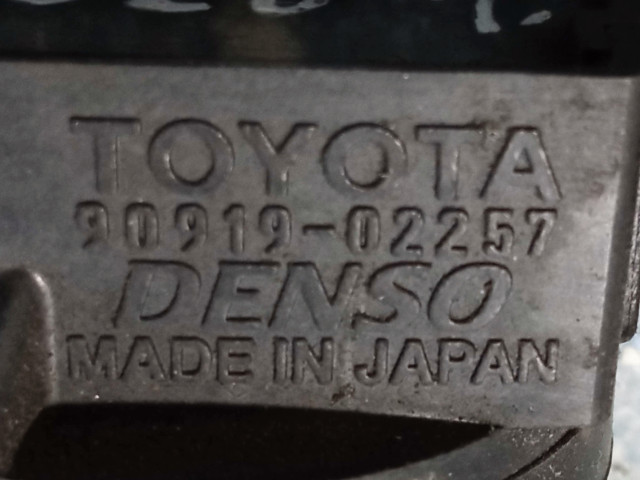 TOYOTA
90919-02257
DENSO
MADE IN JAPAN